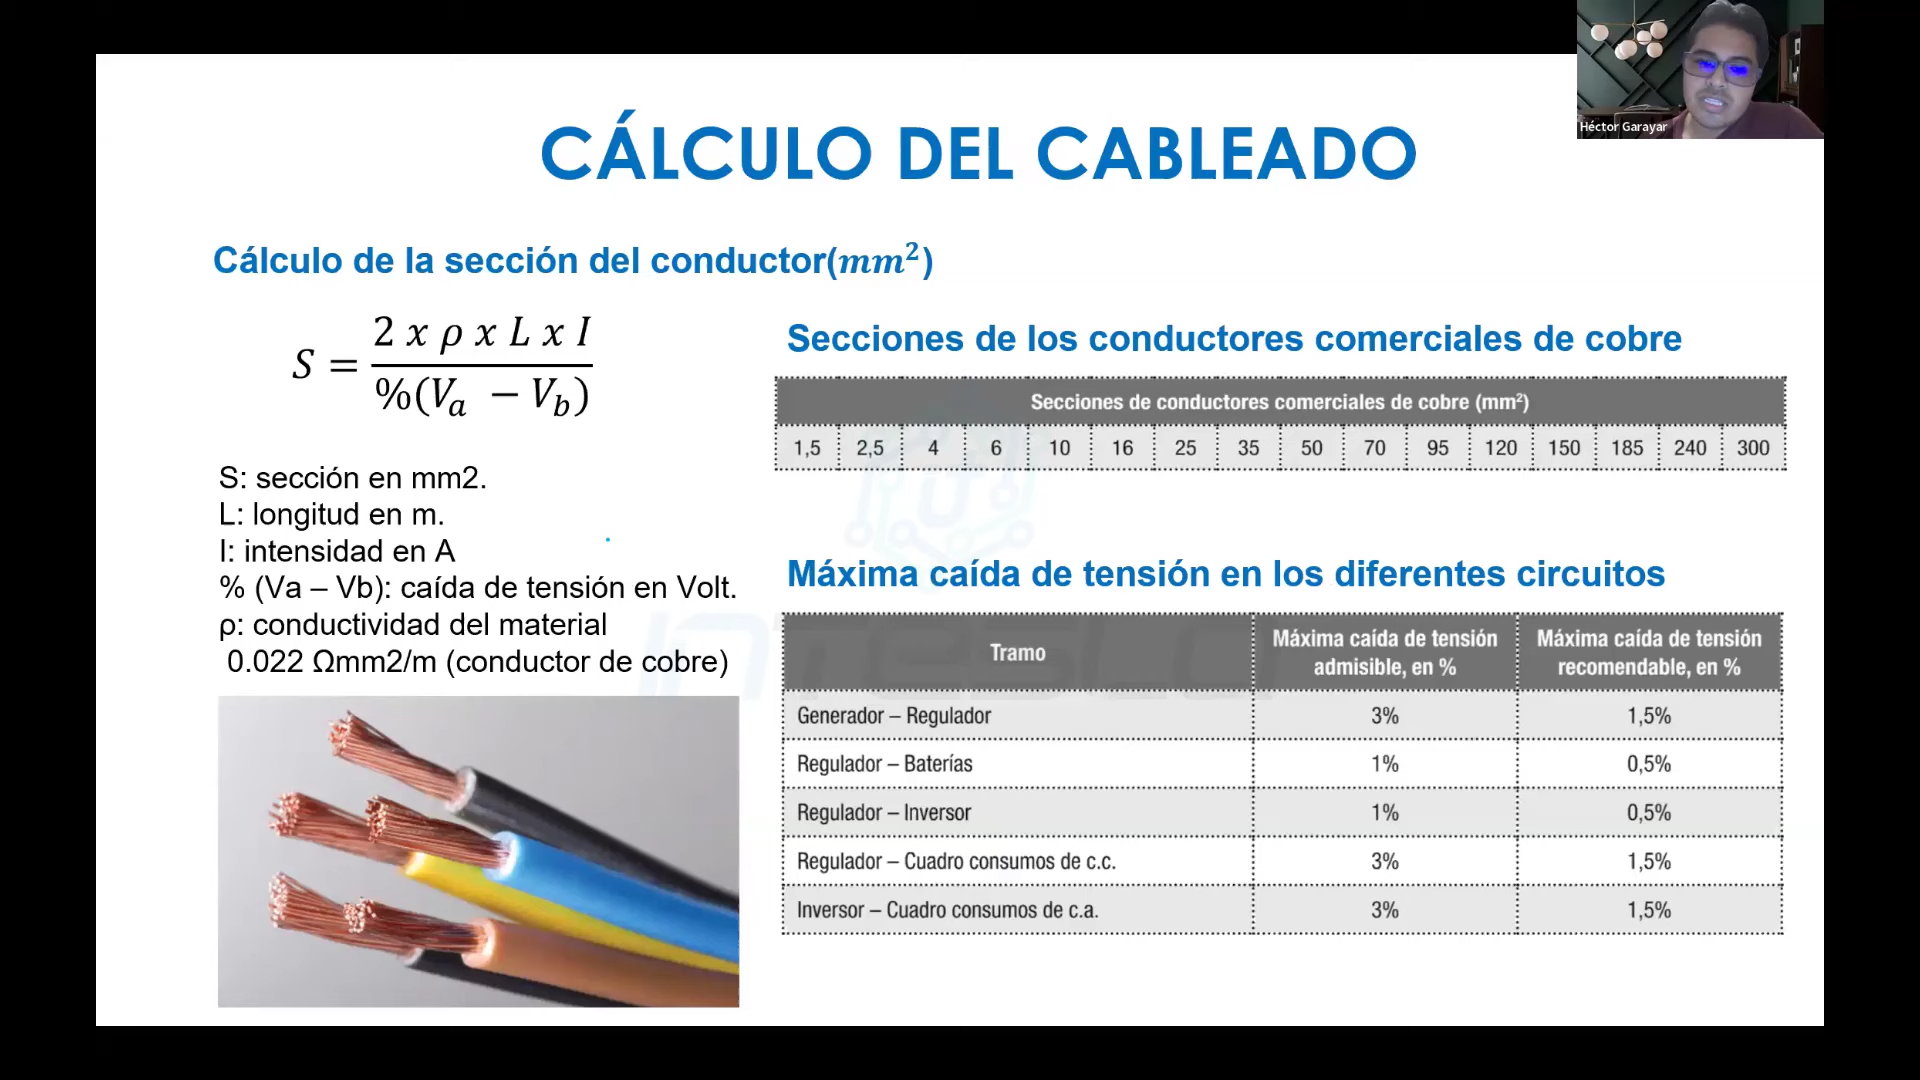 Héctor Garayar
CÁLCULO DEL CABLEADO
Cálculo de la sección del conductor(mm²)
S = 2 x ρ x L x I / %(Va − Vb)
S: sección en mm2.
L: longitud en m.
I: intensidad en A
% (Va – Vb): caída de tensión en Volt.
ρ: conductividad del material
0.022 Ωmm2/m (conductor de cobre)
Secciones de los conductores comerciales de cobre
Secciones de conductores comerciales de cobre (mm²)
1,5 2,5 4 6 10 16 25 35 50 70 95 120 150 185 240 300
Máxima caída de tensión en los diferentes circuitos
Tramo Máxima caída de tensión admisible, en % Máxima caída de tensión recomendable, en %
Generador – Regulador 3% 1,5%
Regulador – Baterías 1% 0,5%
Regulador – Inversor 1% 0,5%
Regulador – Cuadro consumos de c.c. 3% 1,5%
Inversor – Cuadro consumos de c.a. 3% 1,5%